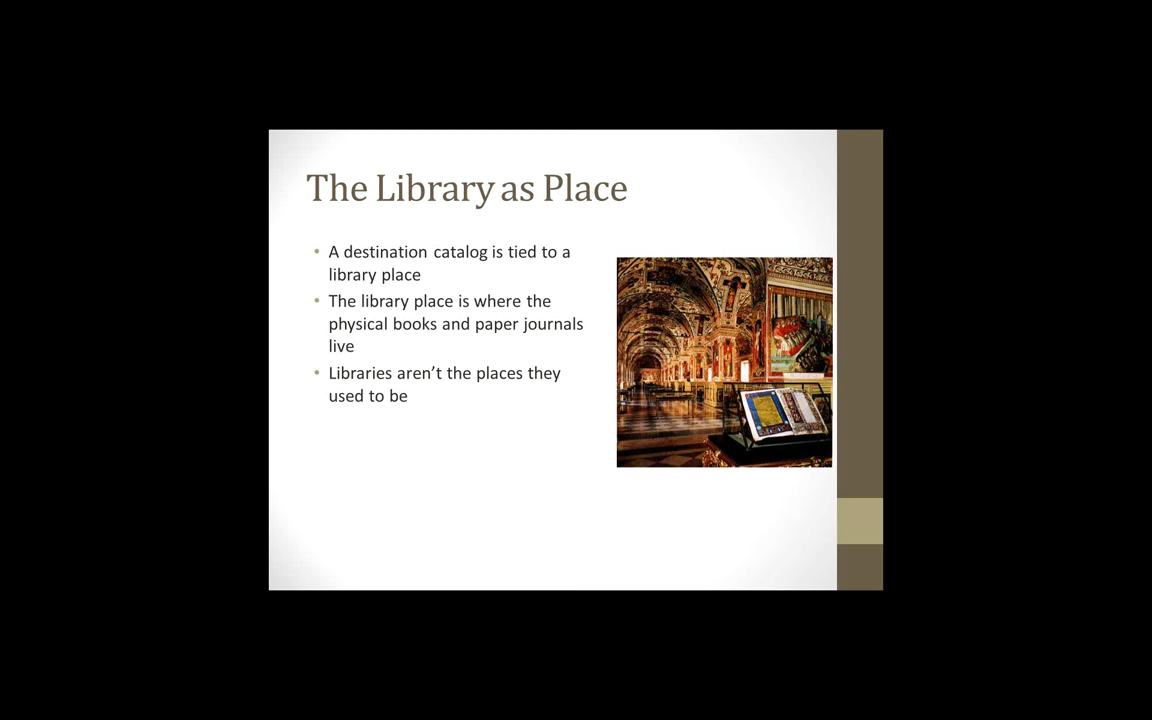 The Library as Place
• A destination catalog is tied to a
library place
• The library place is where the
physical books and paper journals
live
• Libraries aren’t the places they
used to be